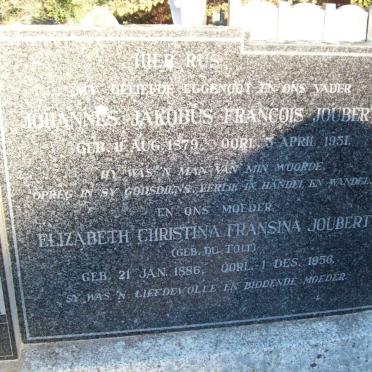 HIER RUS
MY GELIEFDE EGGENOOT EN ONS VADER
JOHANNES JAKOBUS FRANCOIS JOUBERT
GEB. 11 AUG. 1879. OORL. 5 APRIL 1951.
HY WAS 'N MAN VAN MIN WOORDE,
OPREG IN SY GODSDIENS, EERLIK IN HANDEL EN WANDEL.
EN ONS MOEDER
ELIZABETH CHRISTINA FRANSINA JOUBERT
(GEB. DU TOIT)
GEB. 21 JAN. 1886. OORL. 1 DES. 1956.
SY WAS 'N LIEFDEVOLLE EN BIDDENDE MOEDER.